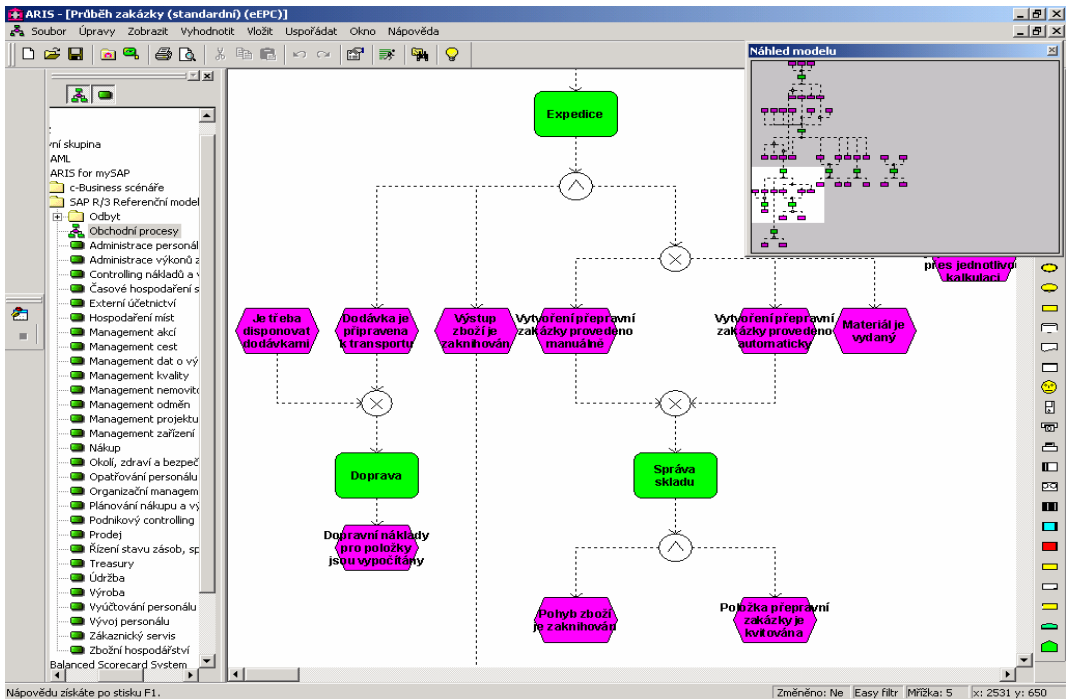 ARIS - [Průběh zakázky (standardní) (eEPC)]
Soubor Úpravy Zobrazit Vyhodnotit Vložit Uspořádat Okno Nápověda
Náhled modelu
vní skupina
AML
ARIS for mySAP
c-Business scénáře
SAP R/3 Referenční model
Odbyt
Obchodní procesy
Administrace personál
Administrace výkonů z
Controlling nákladů a v
Časové hospodaření s
Externí účetnictví
Hospodaření míst
Management akcí
Management cest
Management dat o vý
Management kvality
Management nemovito
Management odměn
Management projektu
Management zařízení
Nákup
Okolí, zdraví a bezpeč
Opatřování personálu
Organizační managem
Plánování nákupu a vý
Podnikový controlling
Prodej
Řízení stavu zásob, sp
Treasury
Údržba
Výroba
Vyúčtování personálu
Vývoj personálu
Zákaznický servis
Zbožní hospodářství
Balanced Scorecard System
Expedice
přes jednotlivou
kalkulaci
Je třeba
disponovat
dodávkami
Dodávka je
připravena
k transportu
Výstup
zboží je
zaknihován
Vytvoření přepravní
zakázky provedeno
manuálně
Vytvoření přepravní
zakázky provedeno
automaticky
Materiál je
vydaný
Doprava
Správa
skladu
Dopravní náklady
pro položky
jsou vypočítány
Pohyb zboží
je zaknihován
Položka přepravní
zakázky je
kvitována
Nápovědu získáte po stisku F1.
Změněno: Ne Easy filtr Mřížka: 5 x: 2531 y: 650